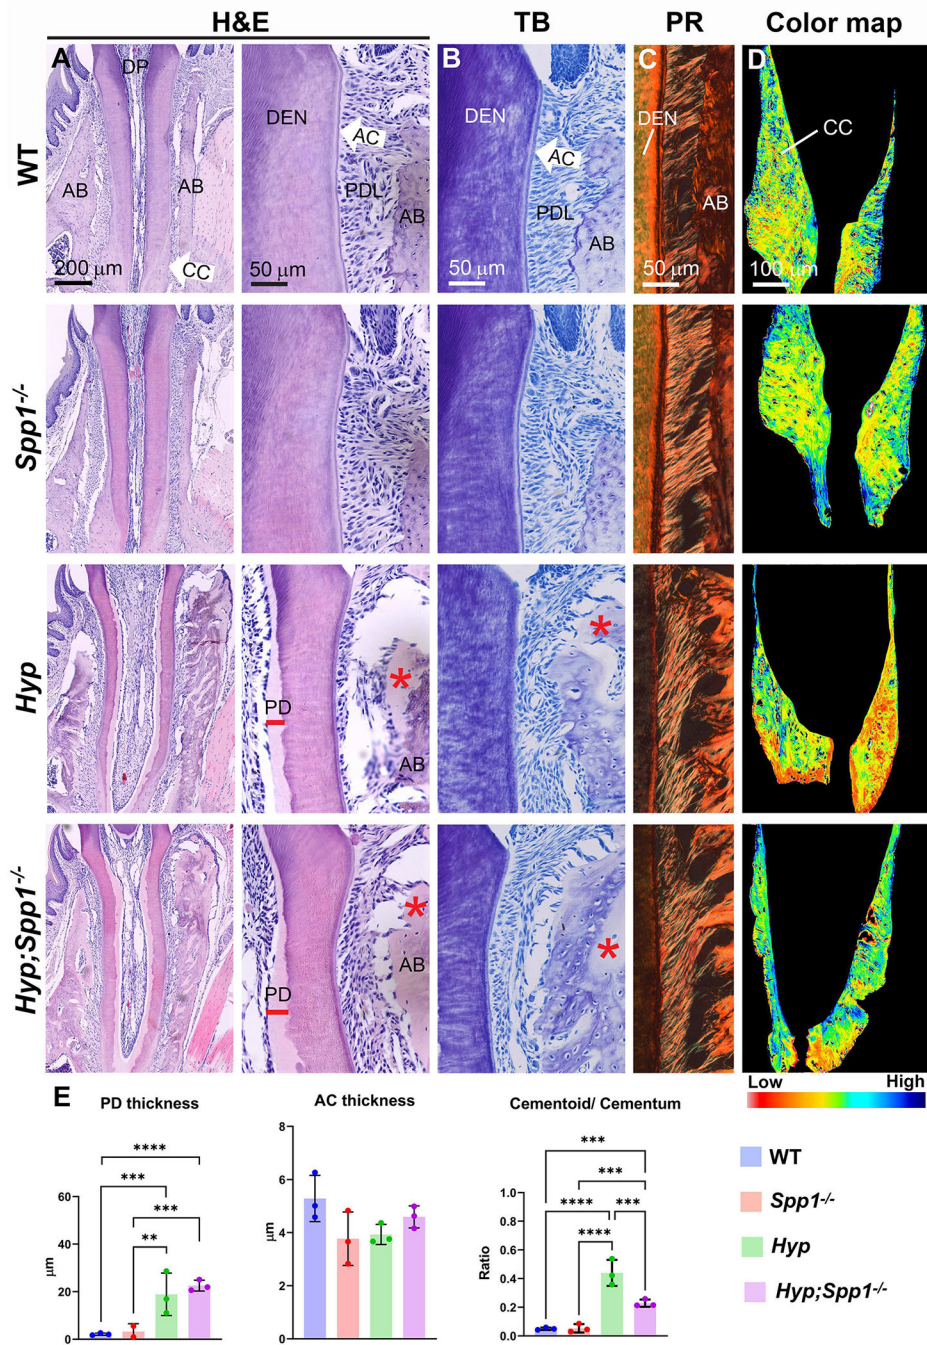 H&E TB PR Color map
WT
A
DP
AB
AB
CC
200 μm
DEN
AC
PDL
AB
50 μm
B
DEN
AC
PDL
AB
50 μm
C
DEN
AB
50 μm
D
CC
100 μm
Spp1-/-
Hyp
PD
*
AB
*
Hyp;Spp1-/-
PD
*
AB
*
Low High
E
PD thickness
****
***
***
**
μm
60
40
20
0
AC thickness
μm
8
6
4
2
0
Cementoid/ Cementum
***
***
**** ***
****
Ratio
1.0
0.8
0.6
0.4
0.2
0.0
WT
Spp1-/-
Hyp
Hyp;Spp1-/-